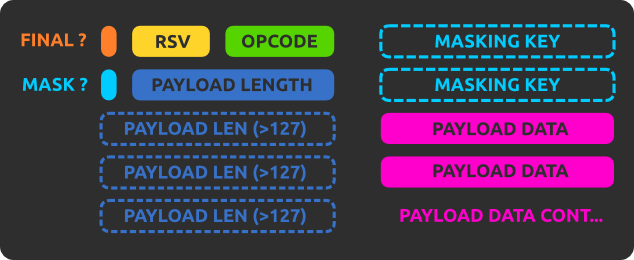 FINAL ?
RSV
OPCODE
MASK ?
PAYLOAD LENGTH
PAYLOAD LEN (>127)
PAYLOAD LEN (>127)
PAYLOAD LEN (>127)
MASKING KEY
MASKING KEY
PAYLOAD DATA
PAYLOAD DATA
PAYLOAD DATA CONT...